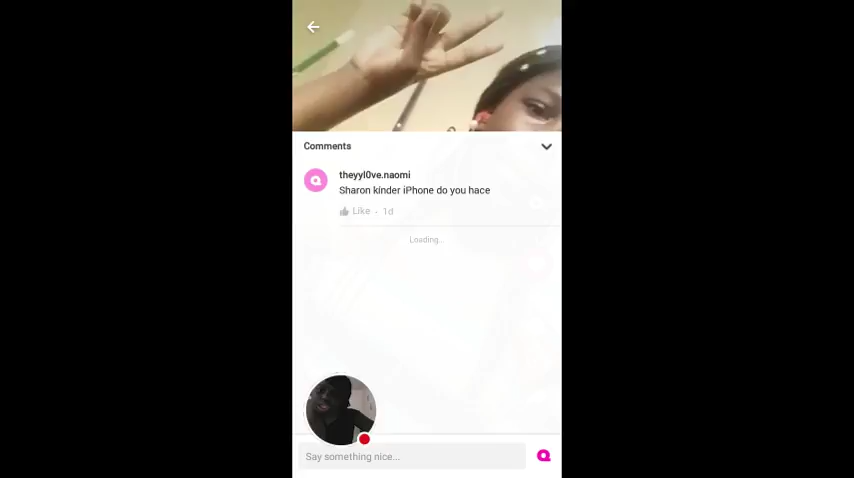 Comments
theyyl0ve.naomi
Sharon kinder iPhone do you hace
Like · 1d
Loading...
Say something nice...